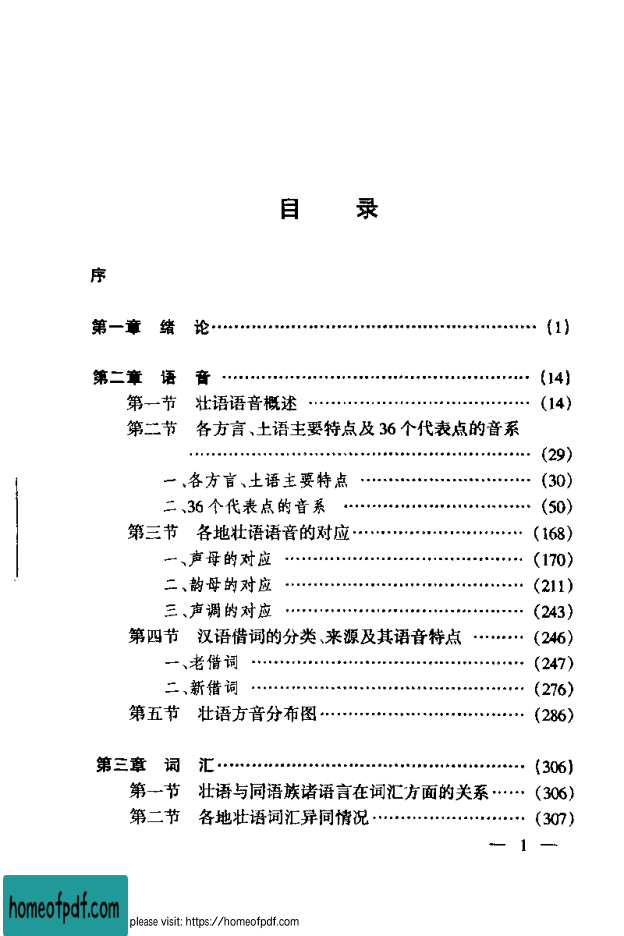 目 录
序
第一章 绪 论……………………………………………… (1)
第二章 语 音 …………………………………………… (14)
第一节 壮语语音概述 ……………………………… (14)
第二节 各方言、土语主要特点及 36 个代表点的音系
………………………………………………… (29)
一、各方言、土语主要特点 …………………… (30)
二、36 个代表点的音系 ……………………… (50)
第三节 各地壮语语音的对应………………………… (168)
一、声母的对应 ………………………………… (170)
二、韵母的对应 ………………………………… (211)
三、声调的对应 ………………………………… (243)
第四节 汉语借词的分类、来源及其语音特点 ……… (246)
一、老借词 ……………………………………… (247)
二、新借词 ……………………………………… (276)
第五节 壮语方音分布图……………………………… (286)
第三章 词 汇…………………………………………… (306)
第一节 壮语与同语族诸语言在词汇方面的关系…… (306)
第二节 各地壮语词汇异同情况……………………… (307)
— 1 —
homeofpdf.com
please visit: https://homeofpdf.com